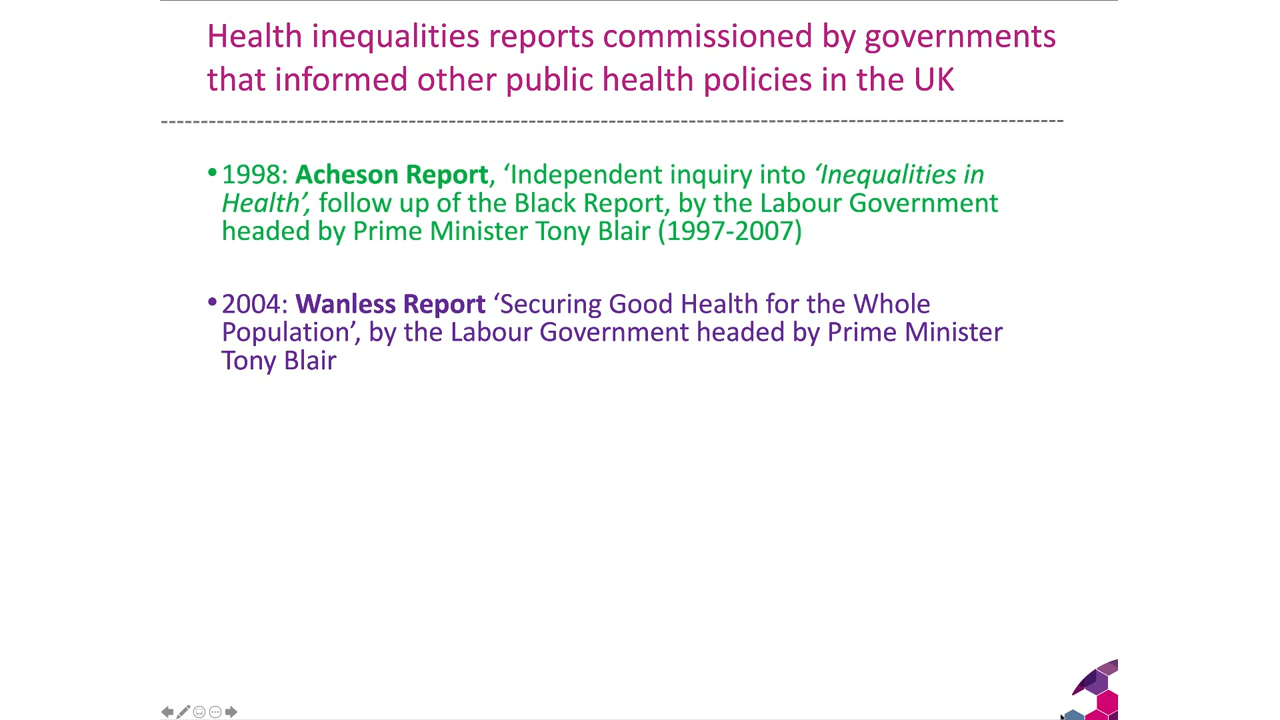 Health inequalities reports commissioned by governments
that informed other public health policies in the UK
•1998: Acheson Report, ‘Independent inquiry into ‘Inequalities in
Health’, follow up of the Black Report, by the Labour Government
headed by Prime Minister Tony Blair (1997-2007)
•2004: Wanless Report ‘Securing Good Health for the Whole
Population’, by the Labour Government headed by Prime Minister
Tony Blair